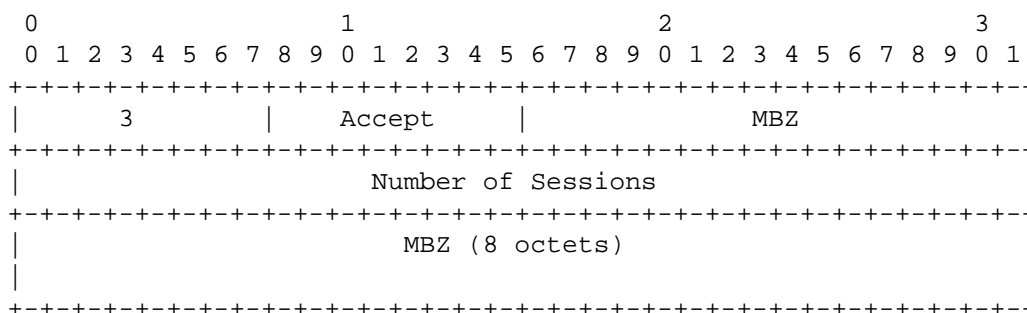 0                   1                   2                   3
 0 1 2 3 4 5 6 7 8 9 0 1 2 3 4 5 6 7 8 9 0 1 2 3 4 5 6 7 8 9 0 1
+-+-+-+-+-+-+-+-+-+-+-+-+-+-+-+-+-+-+-+-+-+-+-+-+-+-+-+-+-+-+-+-
|      3        |    Accept     |              MBZ
+-+-+-+-+-+-+-+-+-+-+-+-+-+-+-+-+-+-+-+-+-+-+-+-+-+-+-+-+-+-+-+-
|                      Number of Sessions
+-+-+-+-+-+-+-+-+-+-+-+-+-+-+-+-+-+-+-+-+-+-+-+-+-+-+-+-+-+-+-+-
|                        MBZ (8 octets)
|
+-+-+-+-+-+-+-+-+-+-+-+-+-+-+-+-+-+-+-+-+-+-+-+-+-+-+-+-+-+-+-+-